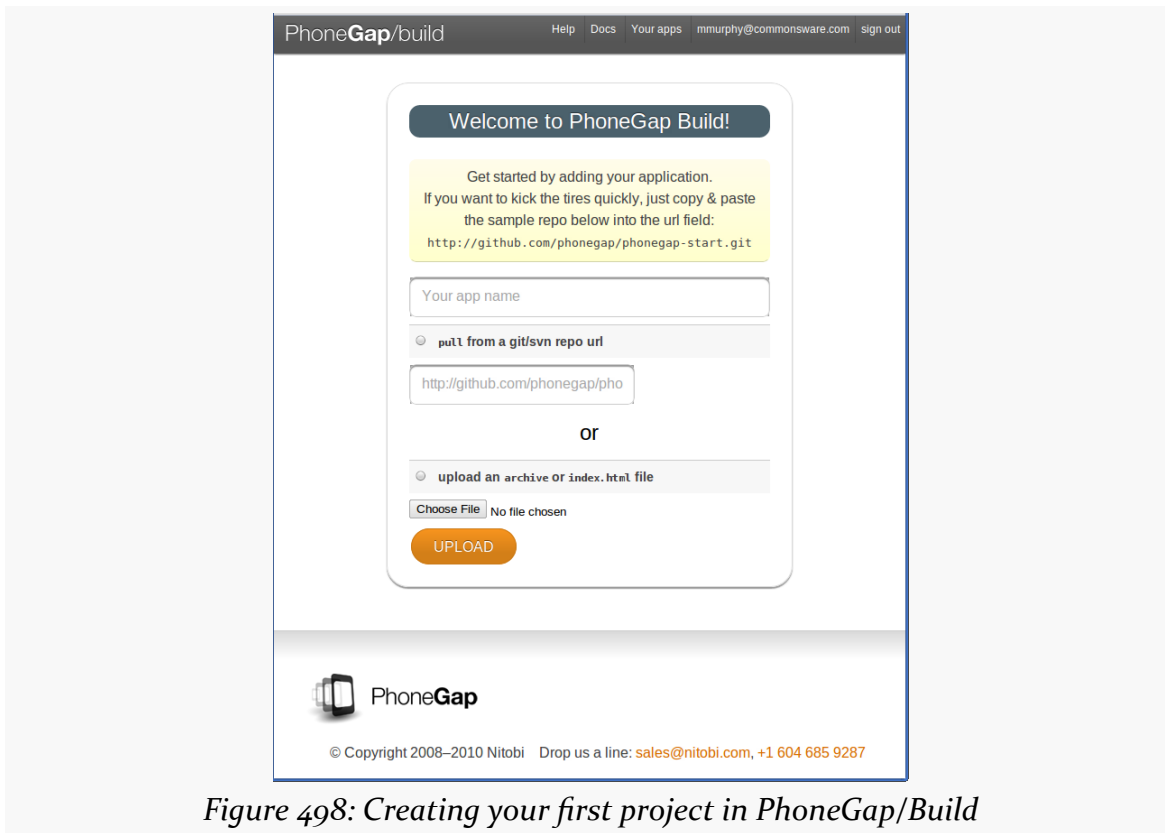 PhoneGap/build
Help Docs Your apps mmurphy@commonsware.com sign out
Welcome to PhoneGap Build!
Get started by adding your application.
If you want to kick the tires quickly, just copy & paste
the sample repo below into the url field:
http://github.com/phonegap/phonegap-start.git
Your app name
pull from a git/svn repo url
http://github.com/phonegap/pho
or
upload an archive or index.html file
Choose File No file chosen
UPLOAD
PhoneGap
© Copyright 2008–2010 Nitobi Drop us a line: sales@nitobi.com, +1 604 685 9287
Figure 498: Creating your first project in PhoneGap/Build